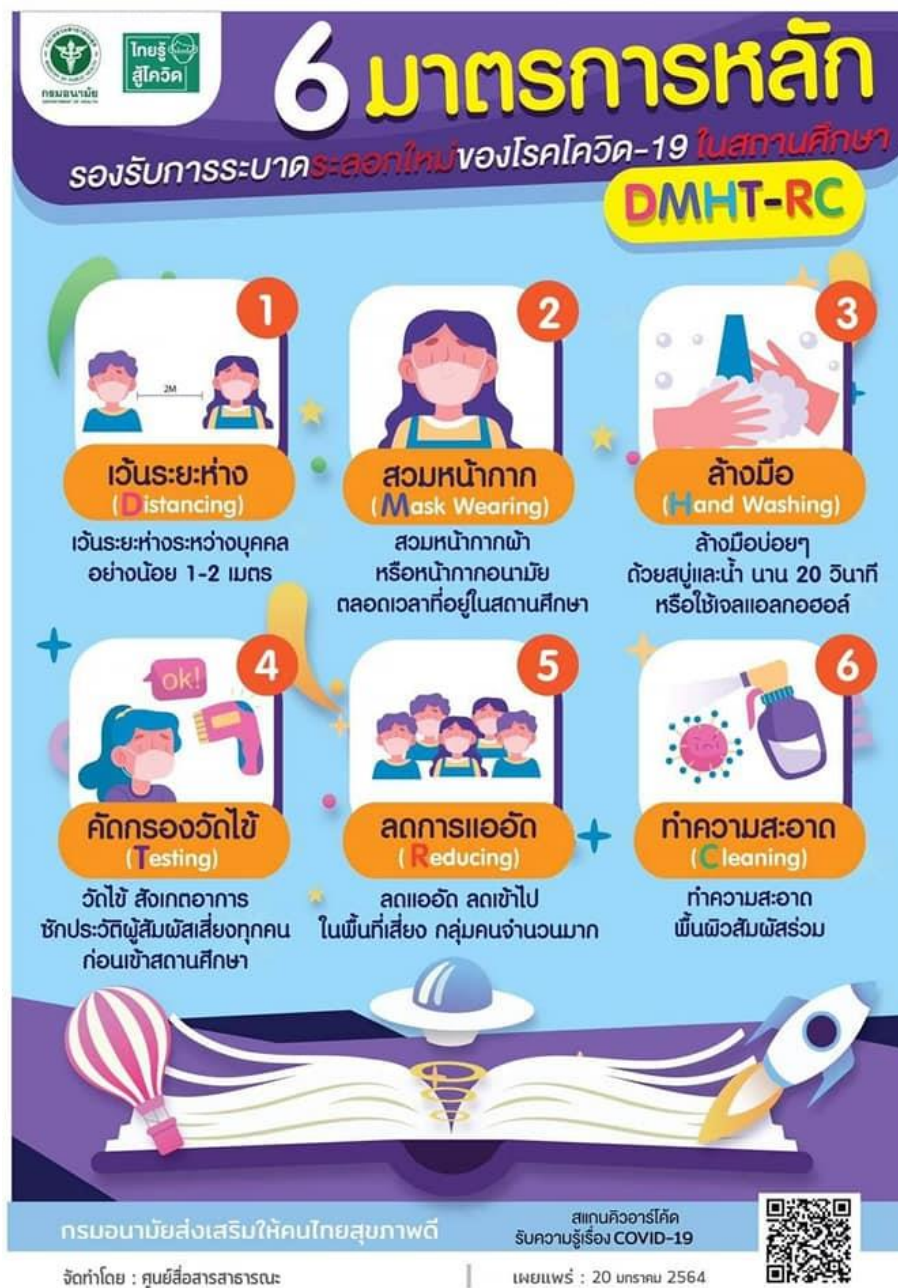 กรมอนามัย
DEPARTMENT OF HEALTH
ไทยรู้
สู้โควิด
6 มาตรการหลัก
รองรับการระบาดระลอกใหม่ของโรคโควิด-19 ในสถานศึกษา
DMHT-RC
1
2M
เว้นระยะห่าง
(Distancing)
เว้นระยะห่างระหว่างบุคคล
อย่างน้อย 1-2 เมตร
2
สวมหน้ากาก
(Mask Wearing)
สวมหน้ากากผ้า
หรือหน้ากากอนามัย
ตลอดเวลาที่อยู่ในสถานศึกษา
3
ล้างมือ
(Hand Washing)
ล้างมือบ่อยๆ
ด้วยสบู่และน้ำ นาน 20 วินาที
หรือใช้เจลแอลกอฮอล์
4
ok!
คัดกรองวัดไข้
(Testing)
วัดไข้ สังเกตอาการ
ซักประวัติผู้สัมผัสเสี่ยงทุกคน
ก่อนเข้าสถานศึกษา
5
ลดการแออัด
(Reducing)
ลดแออัด ลดเข้าไป
ในพื้นที่เสี่ยง กลุ่มคนจำนวนมาก
6
ทำความสะอาด
(Cleaning)
ทำความสะอาด
พื้นผิวสัมผัสร่วม
กรมอนามัยส่งเสริมให้คนไทยสุขภาพดี
สแกนคิวอาร์โค้ด
รับความรู้เรื่อง COVID-19
จัดทำโดย : ศูนย์สื่อสารสาธารณะ
เผยแพร่ : 20 มกราคม 2564